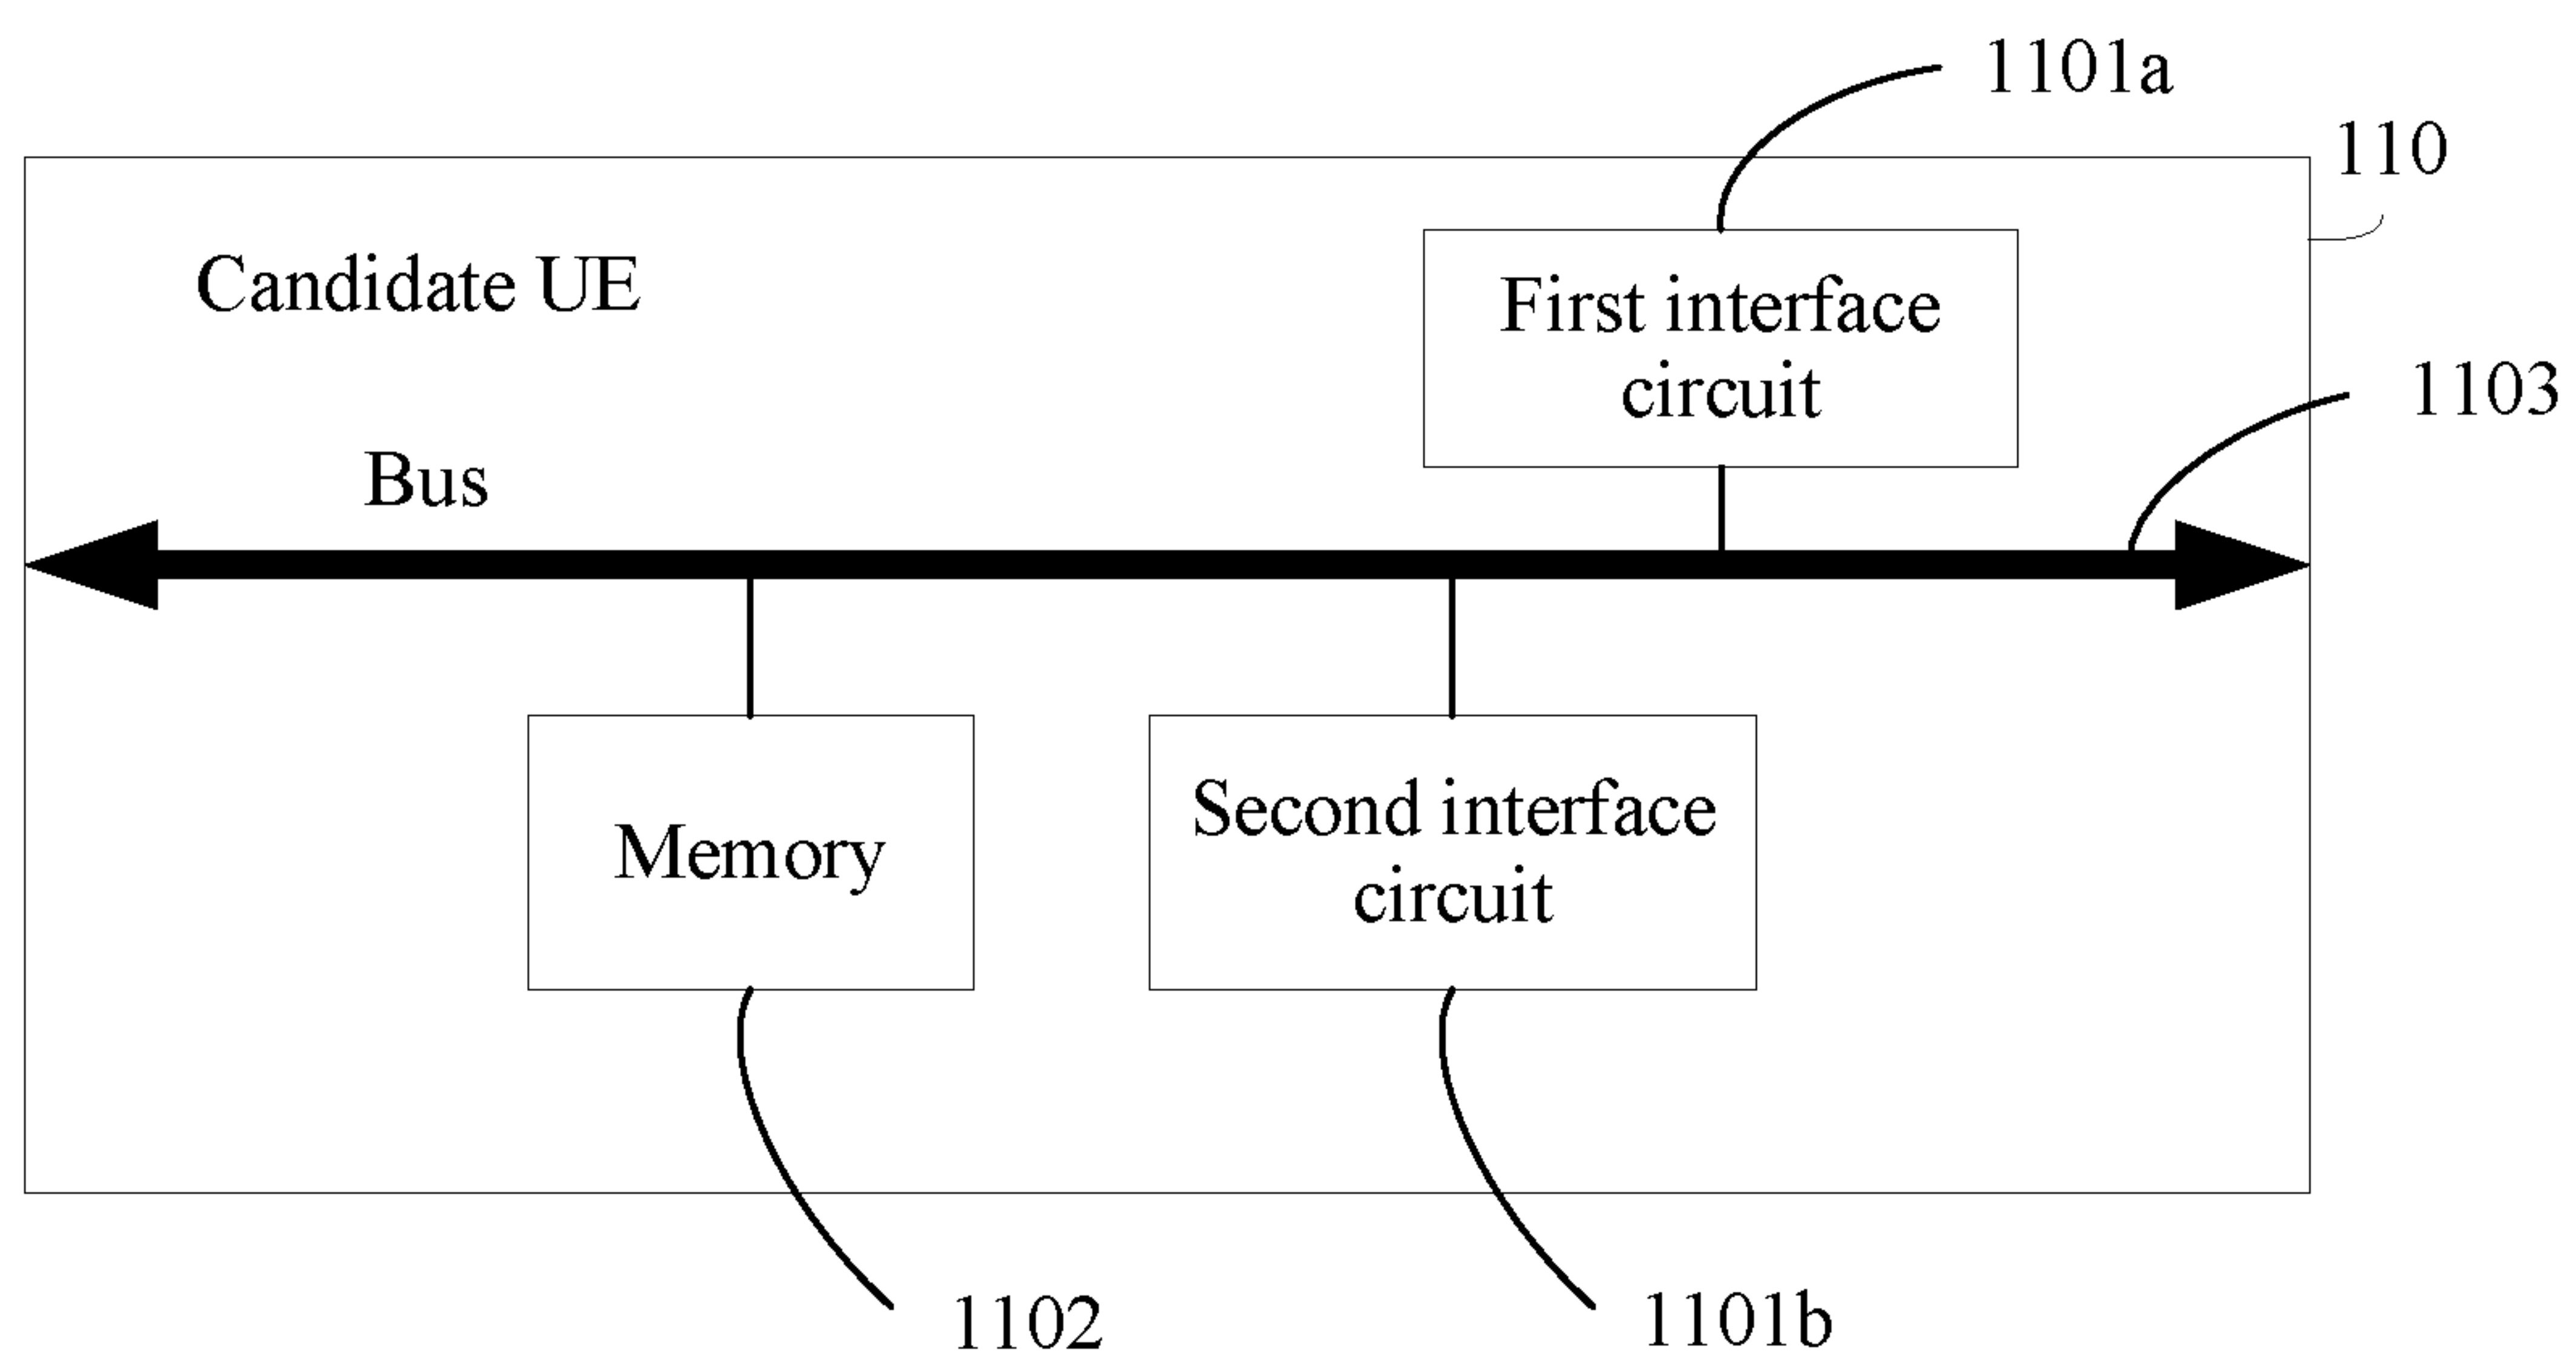 1101a
110
Candidate UE
First interface
circuit
1103
Bus
Memory
Second interface
circuit
1102
1101b